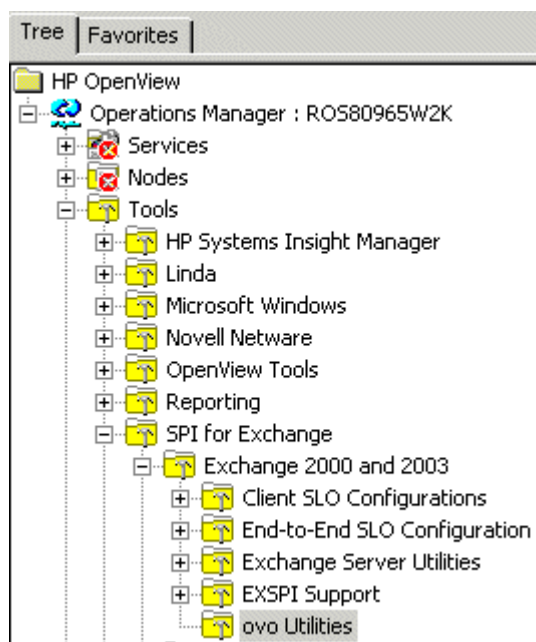 Tree Favorites
HP OpenView
Operations Manager : ROS80965W2K
Services
Nodes
Tools
HP Systems Insight Manager
Linda
Microsoft Windows
Novell Netware
OpenView Tools
Reporting
SPI for Exchange
Exchange 2000 and 2003
Client SLO Configurations
End-to-End SLO Configuration
Exchange Server Utilities
EXSPI Support
ovo Utilities